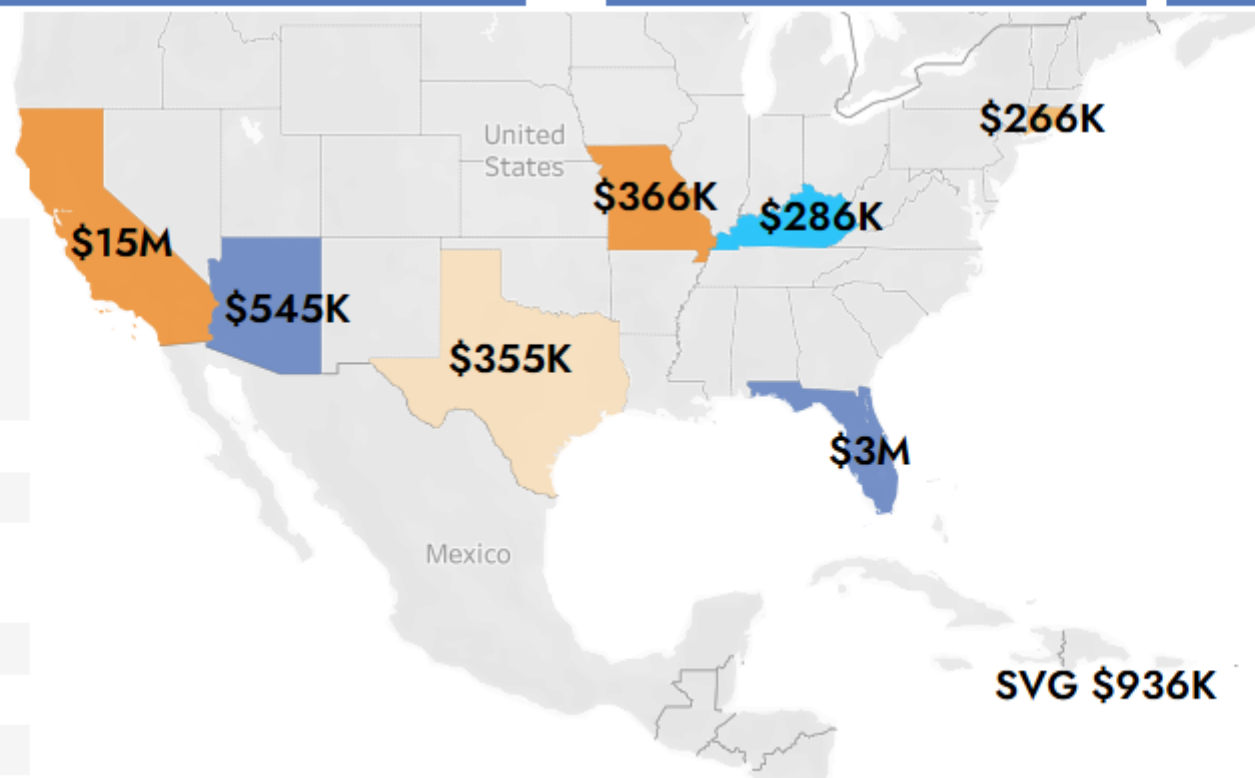 $266K
United
States
$366K
$286K
$15M
$545K
$355K
$3M
Mexico
SVG $936K